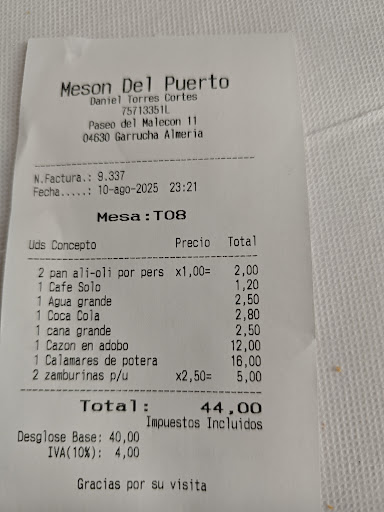 Meson Del Puerto
Daniel Torres Cortes
75713351L
Paseo del Malecon 11
04630 Garrucha Almeria
N.Factura.: 9.337
Fecha.....: 10-ago-2025 23:21
Mesa:T08
Uds Concepto Precio Total
2 pan ali-oli por pers x1,00= 2,00
1 Cafe Solo 1,20
1 Agua grande 2,50
1 Coca Cola 2,80
1 cana grande 2,50
1 Cazon en adobo 12,00
1 Calamares de potera 16,00
2 zamburinas p/u x2,50= 5,00
Total: 44,00
Impuestos Incluidos
Desglose Base: 40,00
IVA(10%): 4,00
Gracias por su visita